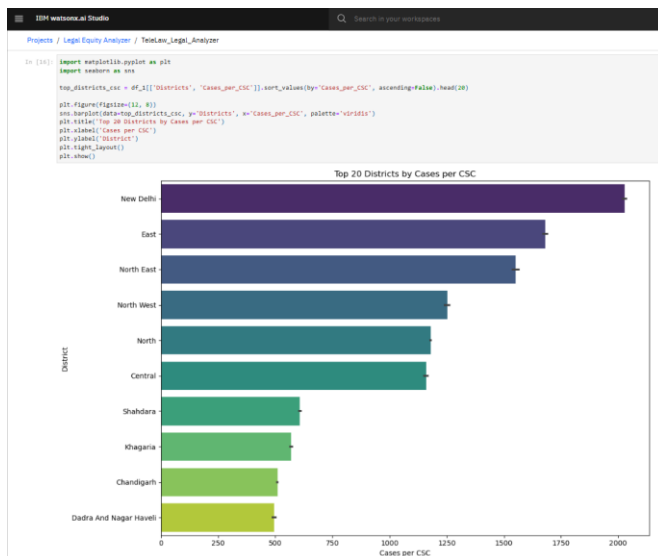 IBM watsonx.ai Studio
Search in your workspaces
Projects / Legal Equity Analyzer / TeleLaw_Legal_Analyzer
In [26]:
import matplotlib.pyplot as plt
import seaborn as sns
top_districts_csc = df_1[['Districts', 'Cases_per_CSC']].sort_values(by='Cases_per_CSC', ascending=False).head(20)
plt.figure(figsize=(12, 8))
sns.barplot(data=top_districts_csc, y='Districts', x='Cases_per_CSC', palette='viridis')
plt.title('Top 20 Districts by Cases per CSC')
plt.xlabel('Cases per CSC')
plt.ylabel('District')
plt.tight_layout()
plt.show()
Top 20 Districts by Cases per CSC
New Delhi
East
North East
North West
North
Central
Shahdara
Khagaria
Chandigarh
Dadra And Nagar Haveli
District
0 250 500 750 1000 1250 1500 1750 2000
Cases per CSC